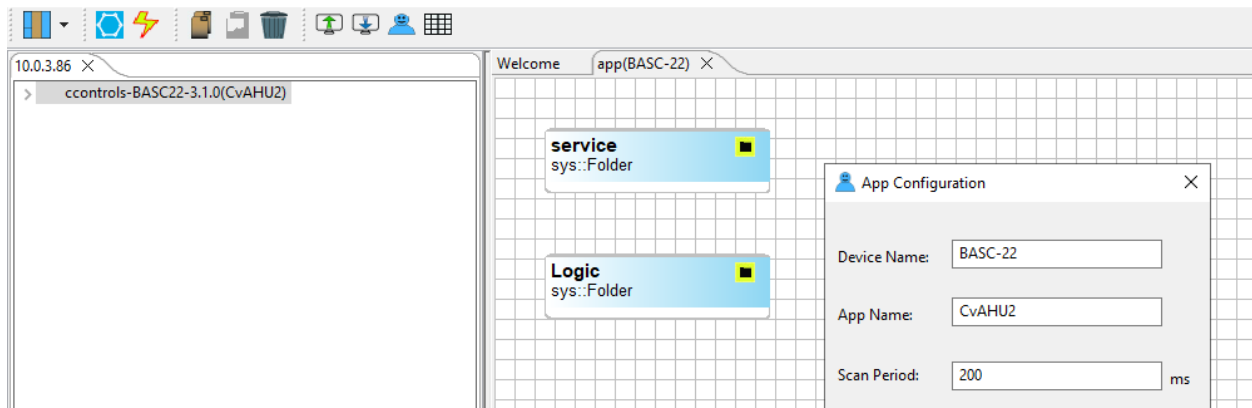 10.0.3.86
ccontrols-BASC22-3.1.0(CvAHU2)
Welcome
app(BASC-22)
service
sys::Folder
Logic
sys::Folder
App Configuration
Device Name: BASC-22
App Name: CvAHU2
Scan Period: 200 ms